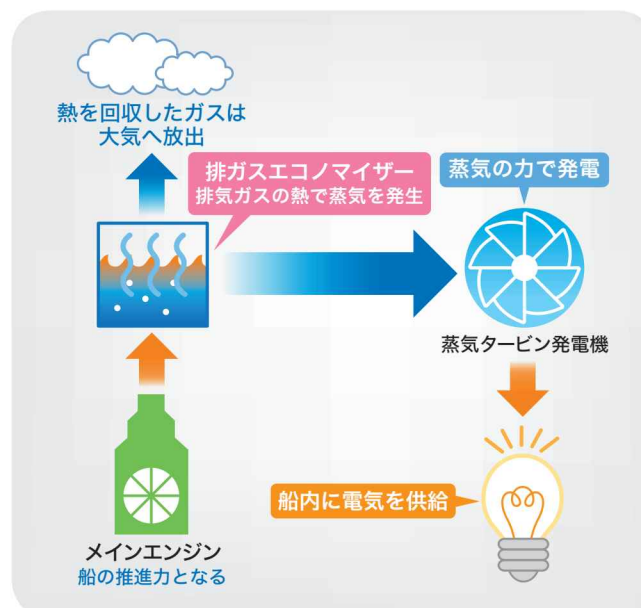 熱を回収したガスは
大気へ放出
排ガスエコノマイザー
排気ガスの熱で蒸気を発生
蒸気の力で発電
蒸気タービン発電機
船内に電気を供給
メインエンジン
船の推進力となる